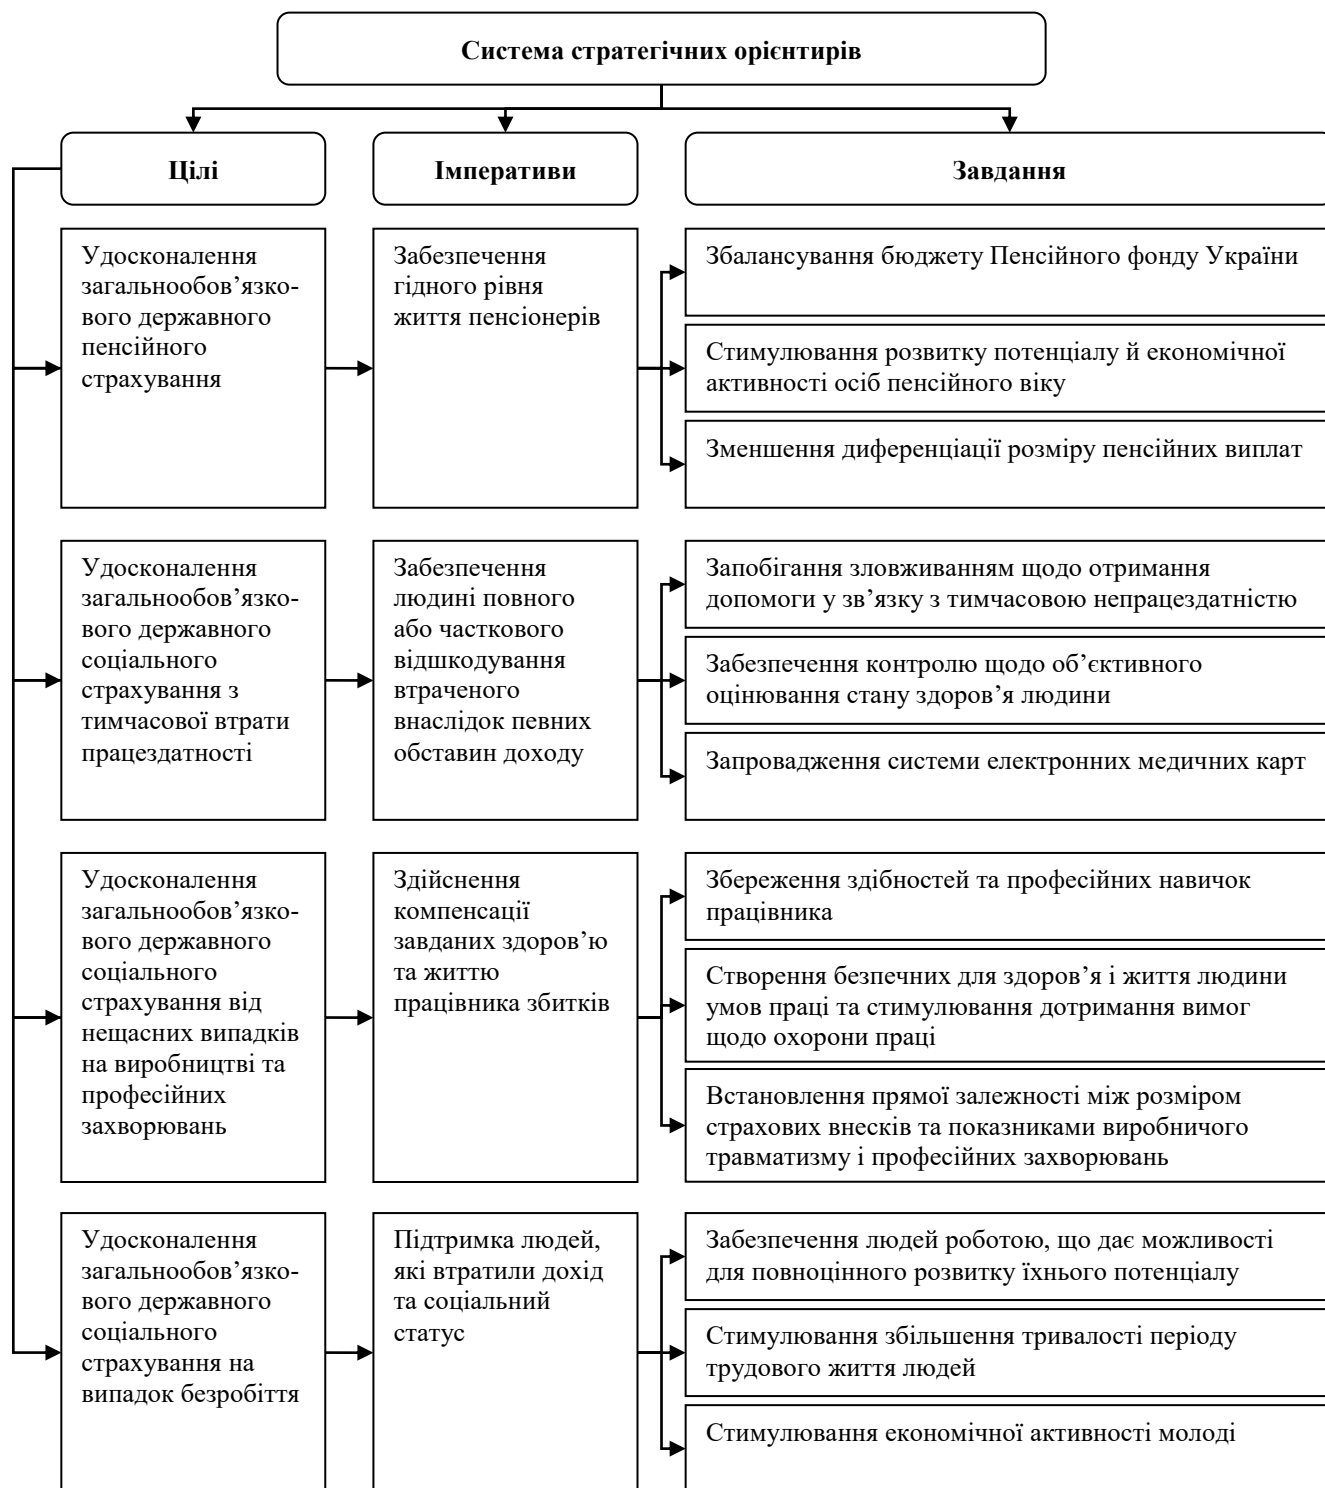 Система стратегічних орієнтирів
Цілі
Імперативи
Завдання
Удосконалення
загальнообов’язко-
вого державного
пенсійного
страхування
Забезпечення
гідного рівня
життя пенсіонерів
Збалансування бюджету Пенсійного фонду України
Стимулювання розвитку потенціалу й економічної
активності осіб пенсійного віку
Зменшення диференціації розміру пенсійних виплат
Удосконалення
загальнообов’язко-
вого державного
соціального
страхування з
тимчасової втрати
працездатності
Забезпечення
людині повного
або часткового
відшкодування
втраченого
внаслідок певних
обставин доходу
Запобігання зловживанням щодо отримання
допомоги у зв’язку з тимчасовою непрацездатністю
Забезпечення контролю щодо об’єктивного
оцінювання стану здоров’я людини
Запровадження системи електронних медичних карт
Удосконалення
загальнообов’язко-
вого державного
соціального
страхування від
нещасних випадків
на виробництві та
професійних
захворювань
Здійснення
компенсації
завданих здоров’ю
та життю
працівника збитків
Збереження здібностей та професійних навичок
працівника
Створення безпечних для здоров’я і життя людини
умов праці та стимулювання дотримання вимог
щодо охорони праці
Встановлення прямої залежності між розміром
страхових внесків та показниками виробничого
травматизму і професійних захворювань
Удосконалення
загальнообов’язко-
вого державного
соціального
страхування на
випадок безробіття
Підтримка людей,
які втратили дохід
та соціальний
статус
Забезпечення людей роботою, що дає можливості
для повноцінного розвитку їхнього потенціалу
Стимулювання збільшення тривалості періоду
трудового життя людей
Стимулювання економічної активності молоді